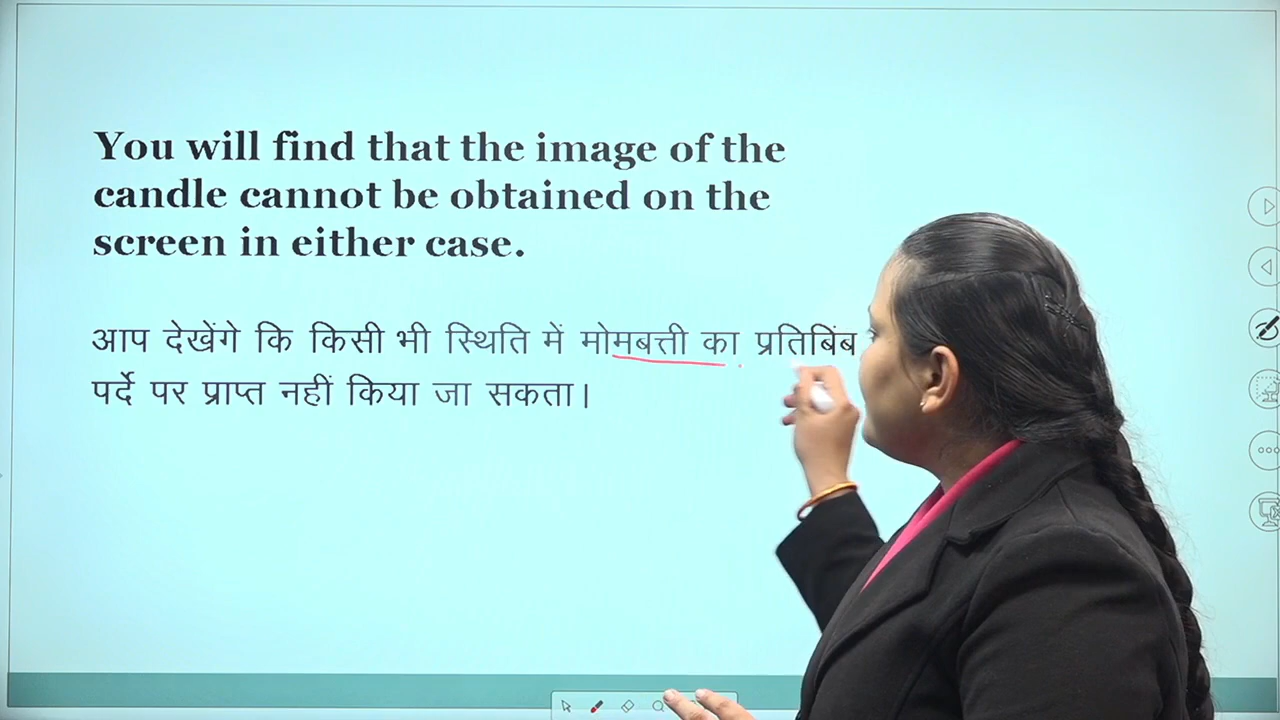 You will find that the image of the
candle cannot be obtained on the
screen in either case.
आप देखेंगे कि किसी भी स्थिति में मोमबत्ती का प्रतिबिंब
पर्दे पर प्राप्त नहीं किया जा सकता।